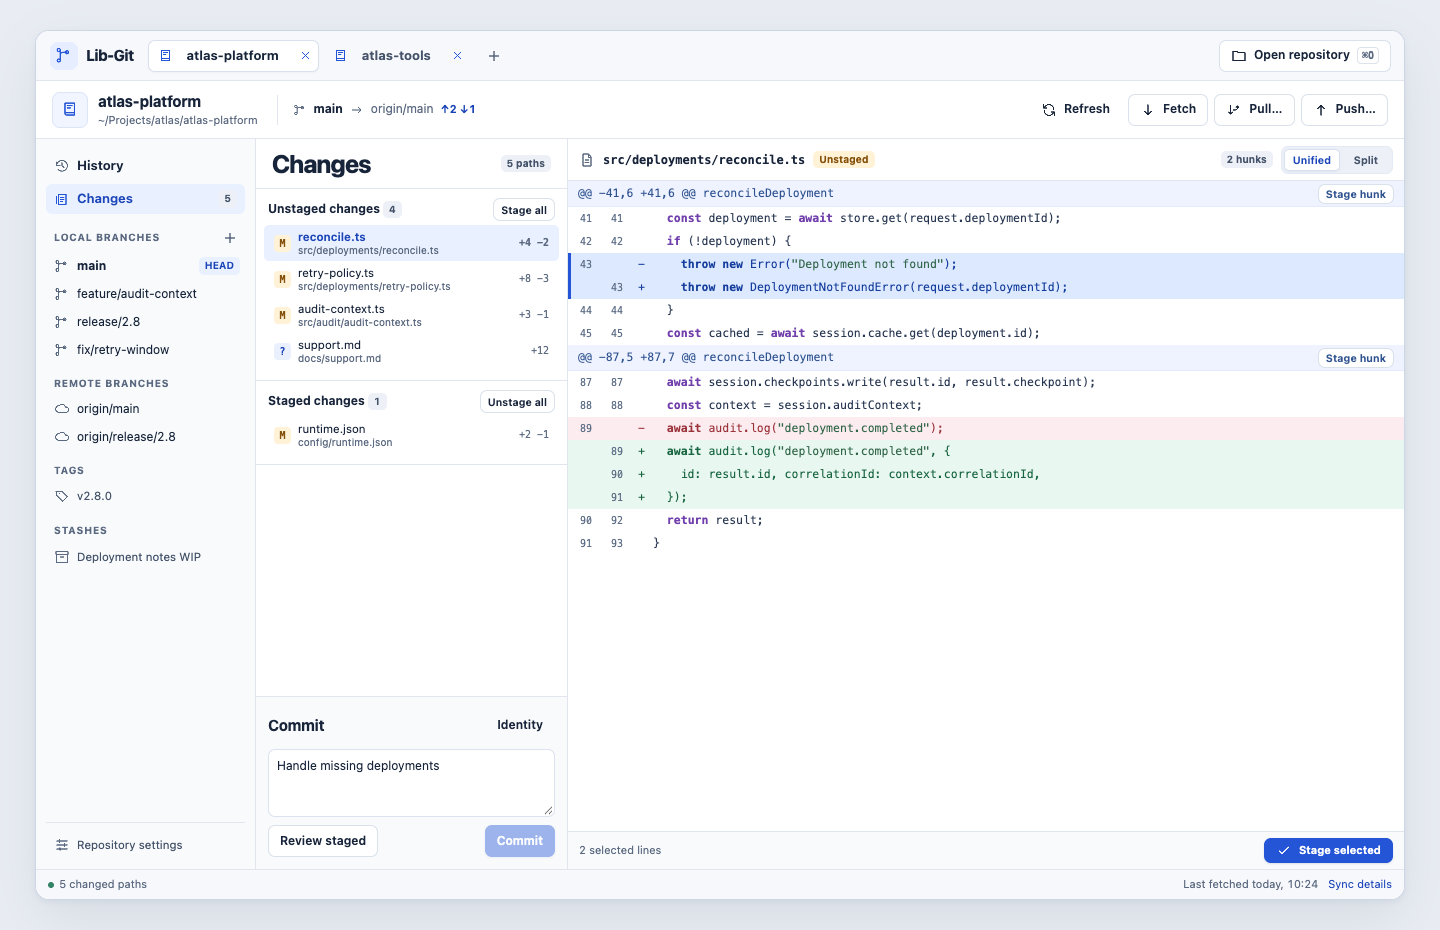 Lib-Git
atlas-platform
atlas-tools
Open repository ⌘O
atlas-platform
~/Projects/atlas/atlas-platform
main → origin/main ↑2 ↓1
Refresh
Fetch
Pull...
Push...
History
Changes 5
LOCAL BRANCHES
main HEAD
feature/audit-context
release/2.8
fix/retry-window
REMOTE BRANCHES
origin/main
origin/release/2.8
TAGS
v2.8.0
STASHES
Deployment notes WIP
Repository settings
Changes 5 paths
Unstaged changes 4 Stage all
M reconcile.ts +4 −2
src/deployments/reconcile.ts
M retry-policy.ts +8 −3
src/deployments/retry-policy.ts
M audit-context.ts +3 −1
src/audit/audit-context.ts
? support.md +12
docs/support.md
Staged changes 1 Unstage all
M runtime.json +2 −1
config/runtime.json
Commit Identity
Handle missing deployments
Review staged Commit
src/deployments/reconcile.ts Unstaged 2 hunks Unified Split
@@ −41,6 +41,6 @@ reconcileDeployment Stage hunk
41 41 const deployment = await store.get(request.deploymentId);
42 42 if (!deployment) {
43 − throw new Error("Deployment not found");
43 + throw new DeploymentNotFoundError(request.deploymentId);
44 44 }
45 45 const cached = await session.cache.get(deployment.id);
@@ −87,5 +87,7 @@ reconcileDeployment Stage hunk
87 87 await session.checkpoints.write(result.id, result.checkpoint);
88 88 const context = session.auditContext;
89 − await audit.log("deployment.completed");
89 + await audit.log("deployment.completed", {
90 + id: result.id, correlationId: context.correlationId,
91 + });
90 92 return result;
91 93 }
2 selected lines Stage selected
5 changed paths
Last fetched today, 10:24 Sync details